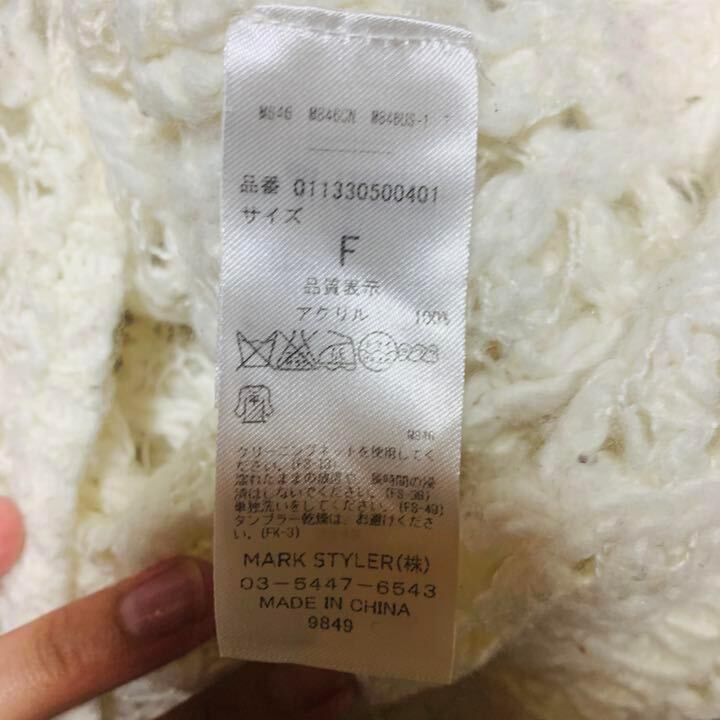 M846 M846CN M846US-1
品番 011330500401
サイズ
F
品質表示
アクリル 100%
平
M846
クリーニングネットを使用してく
ださい。(FS-13)
濡れたままの放置や、長時間の浸
漬はしないでください。(FS-38)
単独洗いをしてください。(FS-49)
タンブラー乾燥は、お避けくださ
い。(FK-3)
MARK STYLER(株)
03-5447-6543
MADE IN CHINA
9849